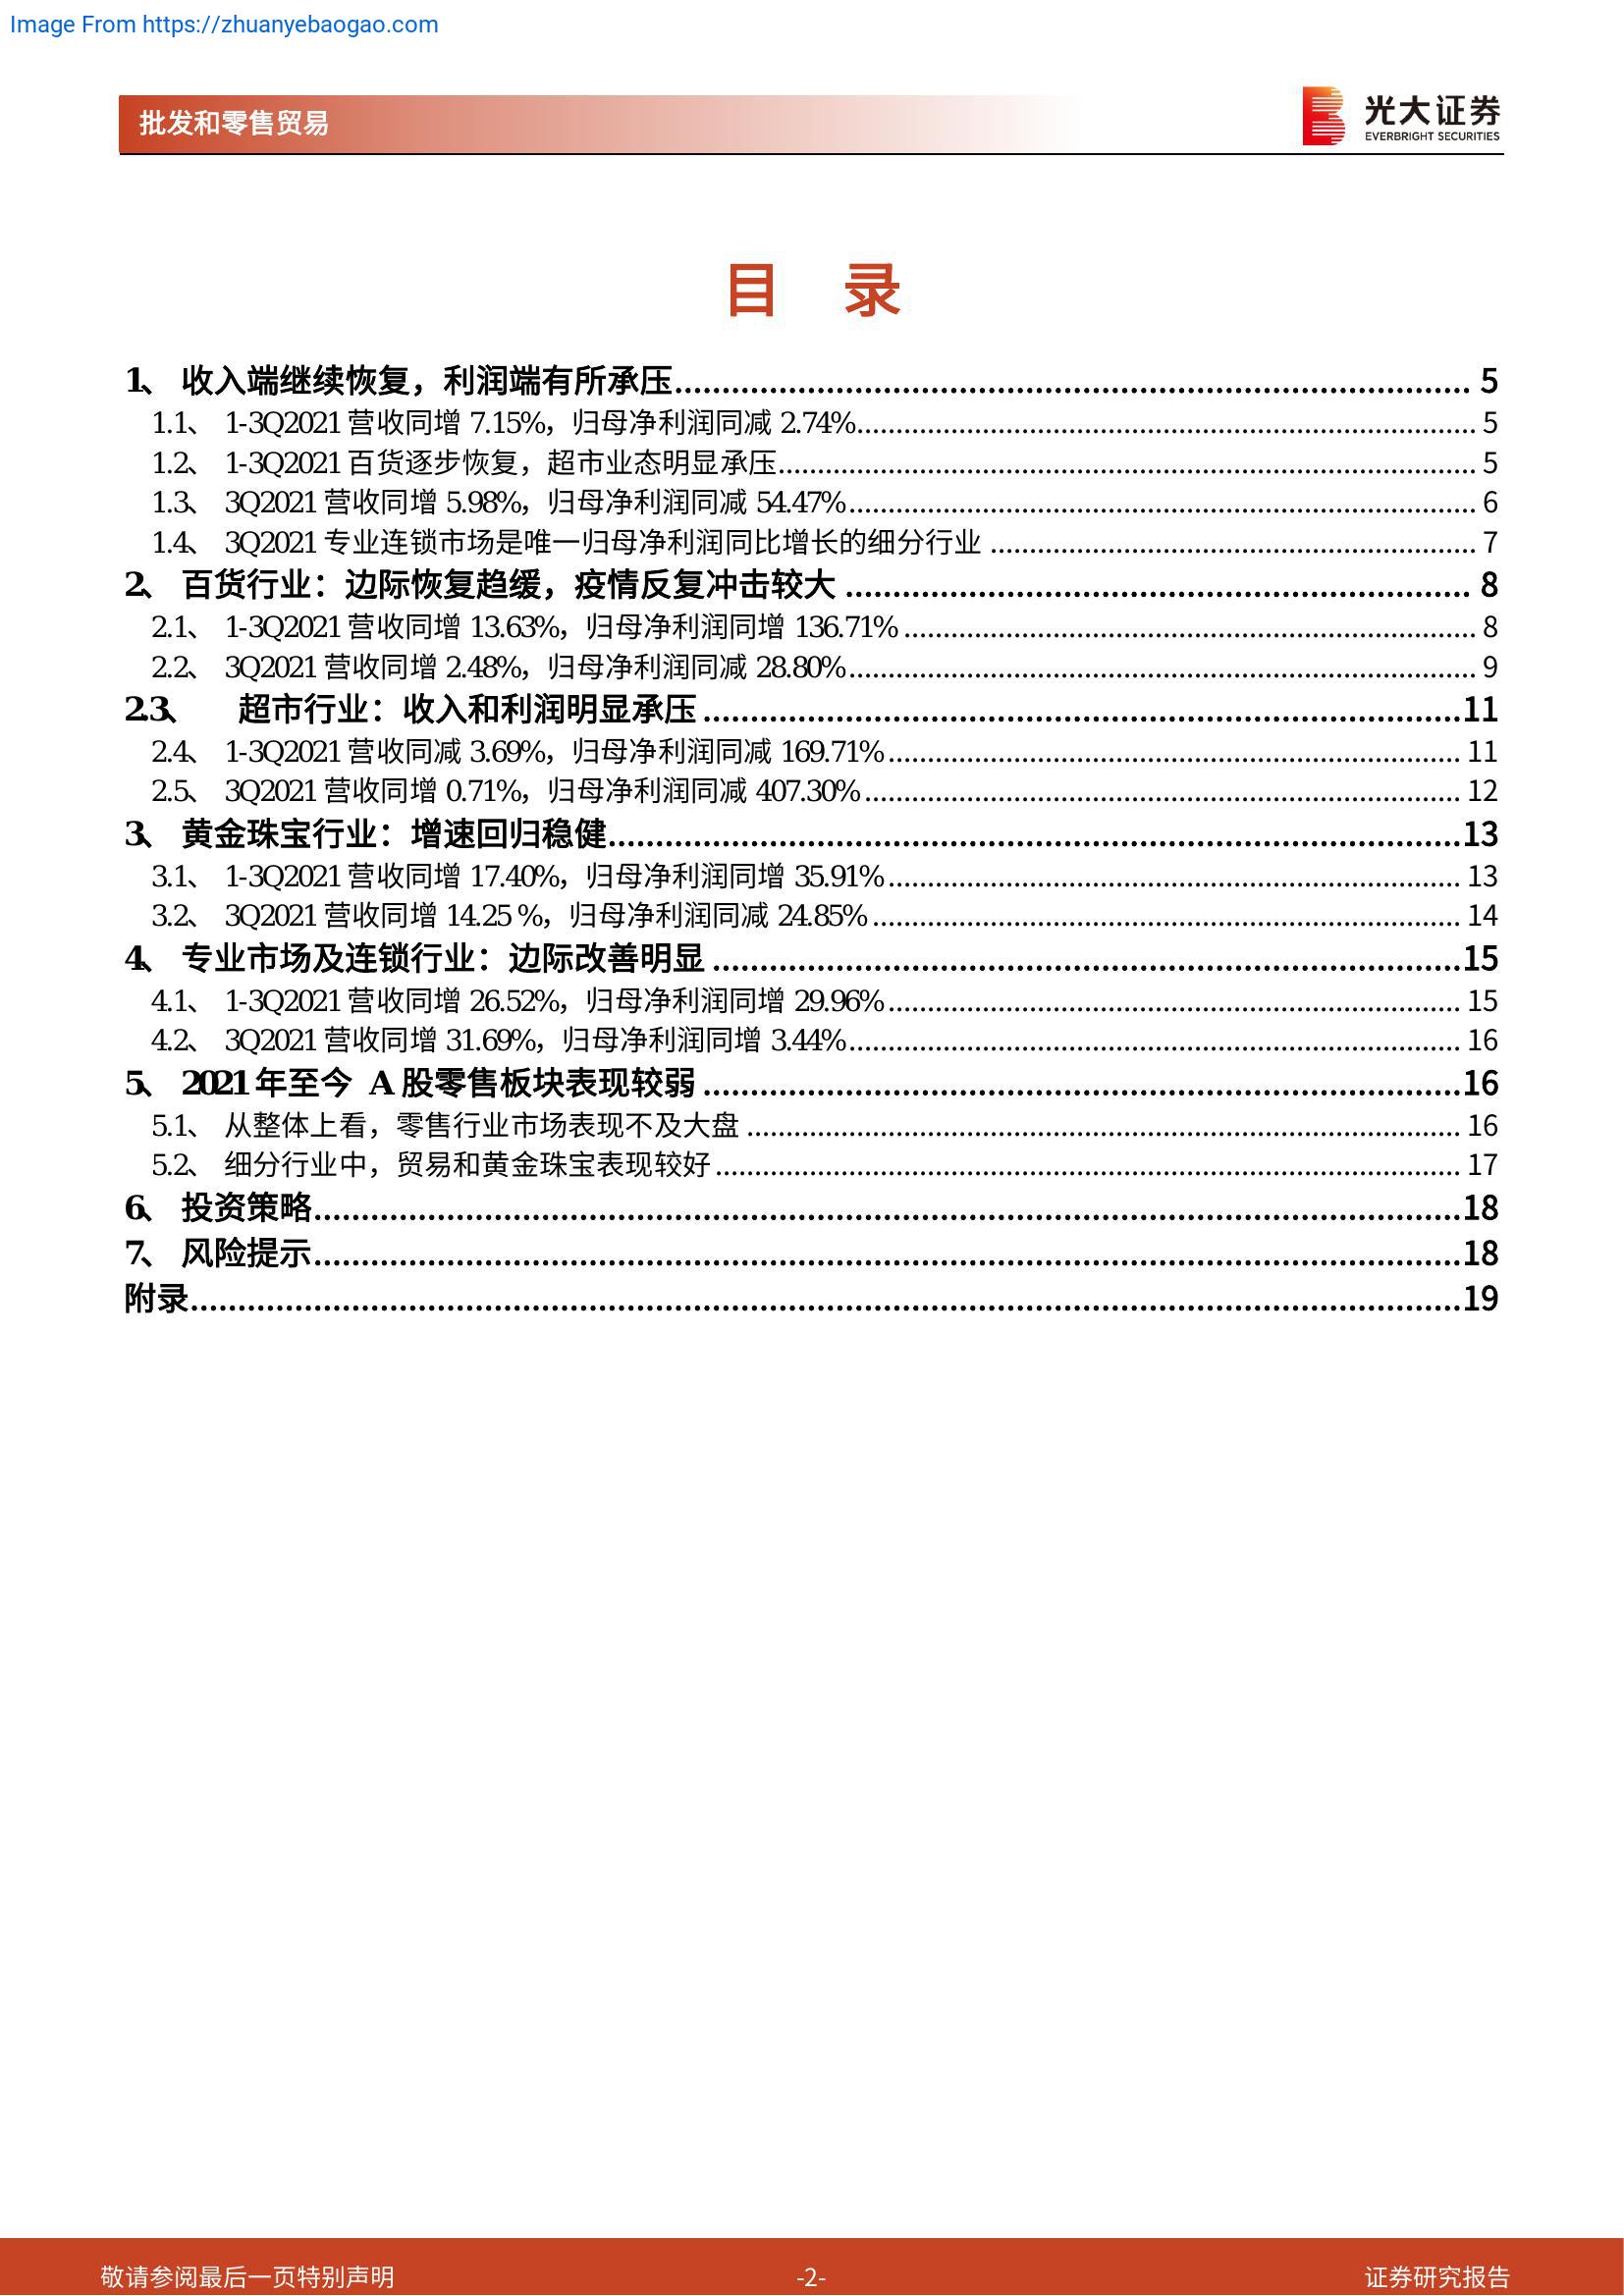 Image From https://zhuanyebaogao.com
批发和零售贸易
光大证券
EVERBRIGHT SECURITIES
目 录
1、 收入端继续恢复，利润端有所承压 5
1.1、 1-3Q2021 营收同增 7.15%，归母净利润同减 2.74% 5
1.2、 1-3Q2021 百货逐步恢复，超市业态明显承压 5
1.3、 3Q2021 营收同增 5.98%，归母净利润同减 54.47% 6
1.4、 3Q2021 专业连锁市场是唯一归母净利润同比增长的细分行业 7
2、 百货行业：边际恢复趋缓，疫情反复冲击较大 8
2.1、 1-3Q2021 营收同增 13.63%，归母净利润同增 136.71% 8
2.2、 3Q2021 营收同增 2.48%，归母净利润同减 28.80% 9
2.3、 超市行业：收入和利润明显承压 11
2.4、 1-3Q2021 营收同减 3.69%，归母净利润同减 169.71% 11
2.5、 3Q2021 营收同增 0.71%，归母净利润同减 407.30% 12
3、 黄金珠宝行业：增速回归稳健 13
3.1、 1-3Q2021 营收同增 17.40%，归母净利润同增 35.91% 13
3.2、 3Q2021 营收同增 14.25 %，归母净利润同减 24.85% 14
4、 专业市场及连锁行业：边际改善明显 15
4.1、 1-3Q2021 营收同增 26.52%，归母净利润同增 29.96% 15
4.2、 3Q2021 营收同增 31.69%，归母净利润同增 3.44% 16
5、 2021 年至今 A 股零售板块表现较弱 16
5.1、 从整体上看，零售行业市场表现不及大盘 16
5.2、 细分行业中，贸易和黄金珠宝表现较好 17
6、 投资策略 18
7、 风险提示 18
附录 19
敬请参阅最后一页特别声明 -2- 证券研究报告